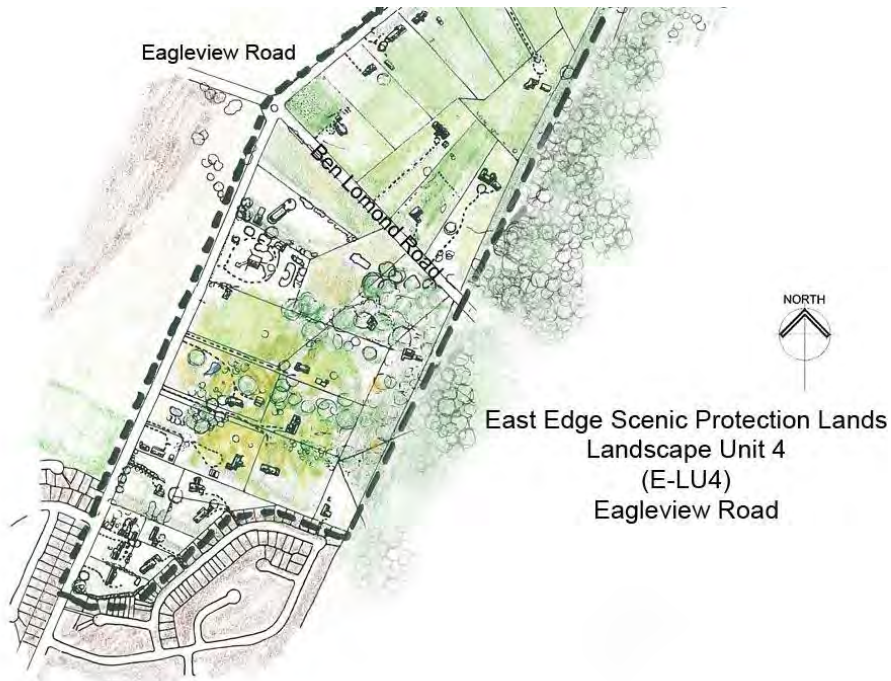 Eagleview Road
Ben Lomond Road
NORTH
East Edge Scenic Protection Lands
Landscape Unit 4
(E-LU4)
Eagleview Road